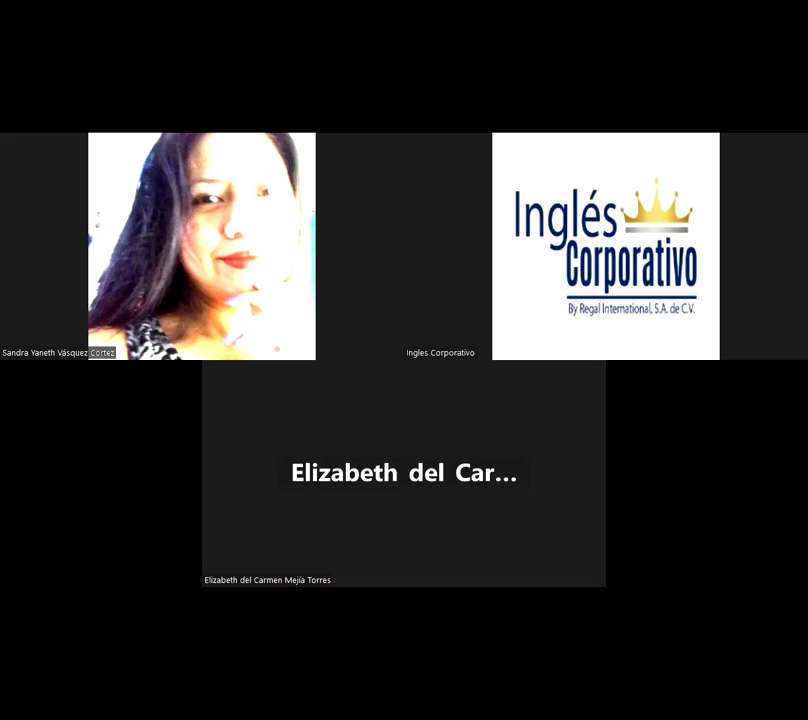 Inglés
Corporativo
By Regal International, S.A. de C.V.
Sandra Yaneth Vásquez Cortez
Ingles Corporativo
Elizabeth del Car...
Elizabeth del Carmen Mejía Torres